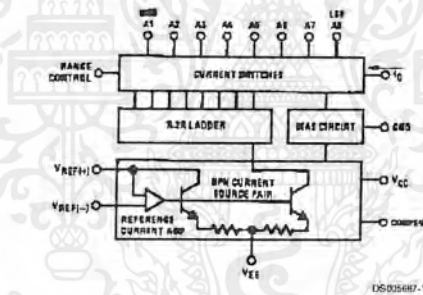 MSB LSB
A1 A2 A3 A4 A5 A6 A7 A8
RANGE
CONTROL
CURRENT SWITCHES
IO
R-2R LADDER
BIAS CIRCUIT
GND
VREF(+)
NPN CURRENT
SOURCE PAIR
VCC
VREF(-)
REFERENCE
CURRENT AMP
COMPEN
VEE
DS005687-1